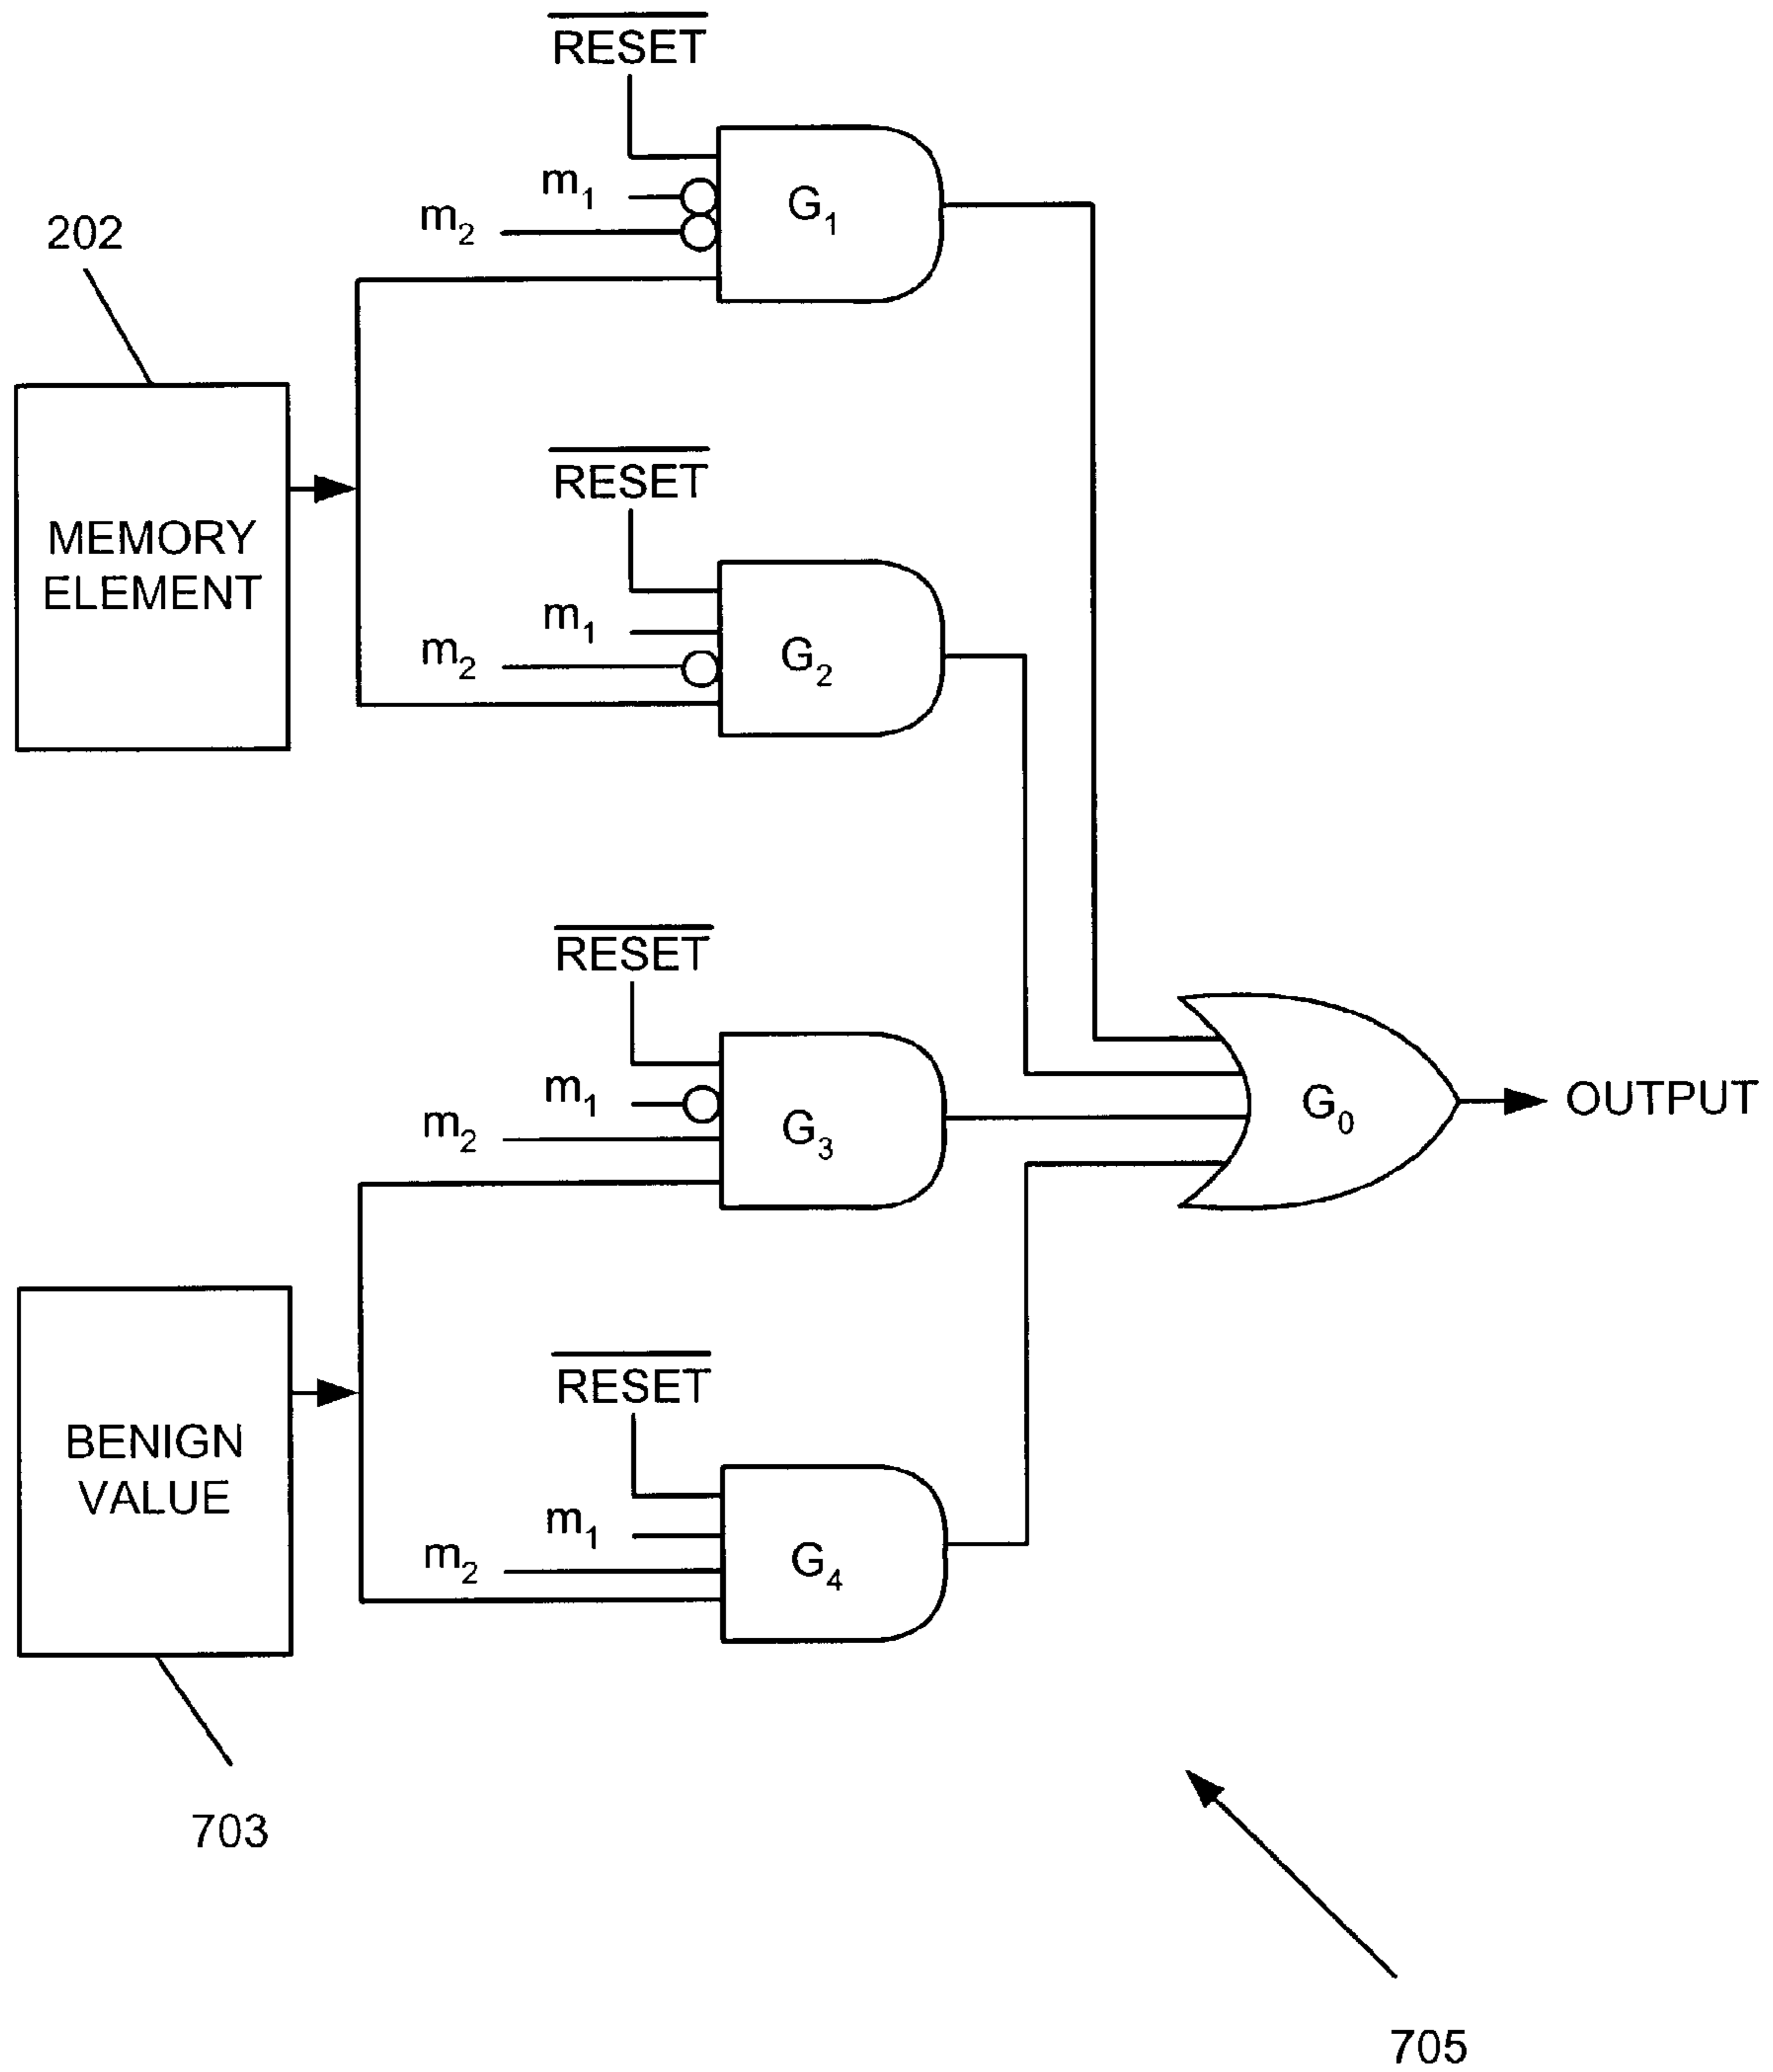 RESET
m1
G1
m2
202
RESET
MEMORY
ELEMENT
m1
m2
G2
RESET
m1
G3
m2
G0
OUTPUT
RESET
BENIGN
VALUE
m1
m2
G4
703
705